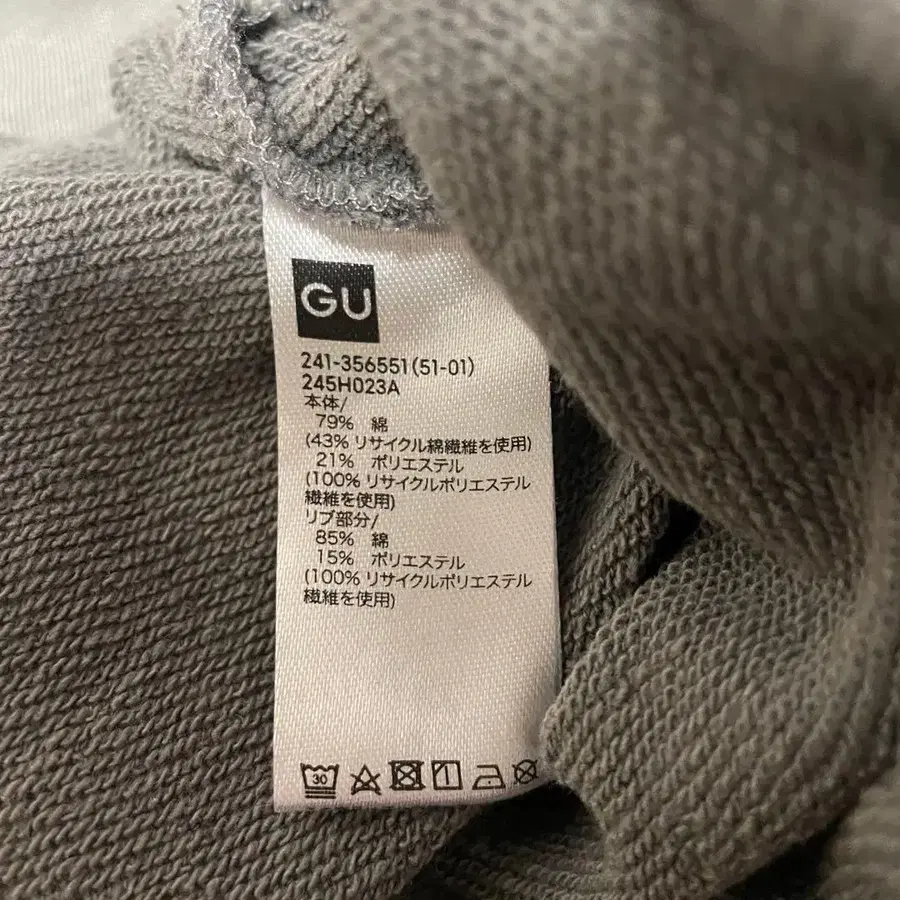 GU
241-356551(51-01)
245H023A
本体/
79% 綿
(43% リサイクル綿繊維を使用)
21% ポリエステル
(100% リサイクルポリエステル
繊維を使用)
リブ部分/
85% 綿
15% ポリエステル
(100% リサイクルポリエステル
繊維を使用)
30